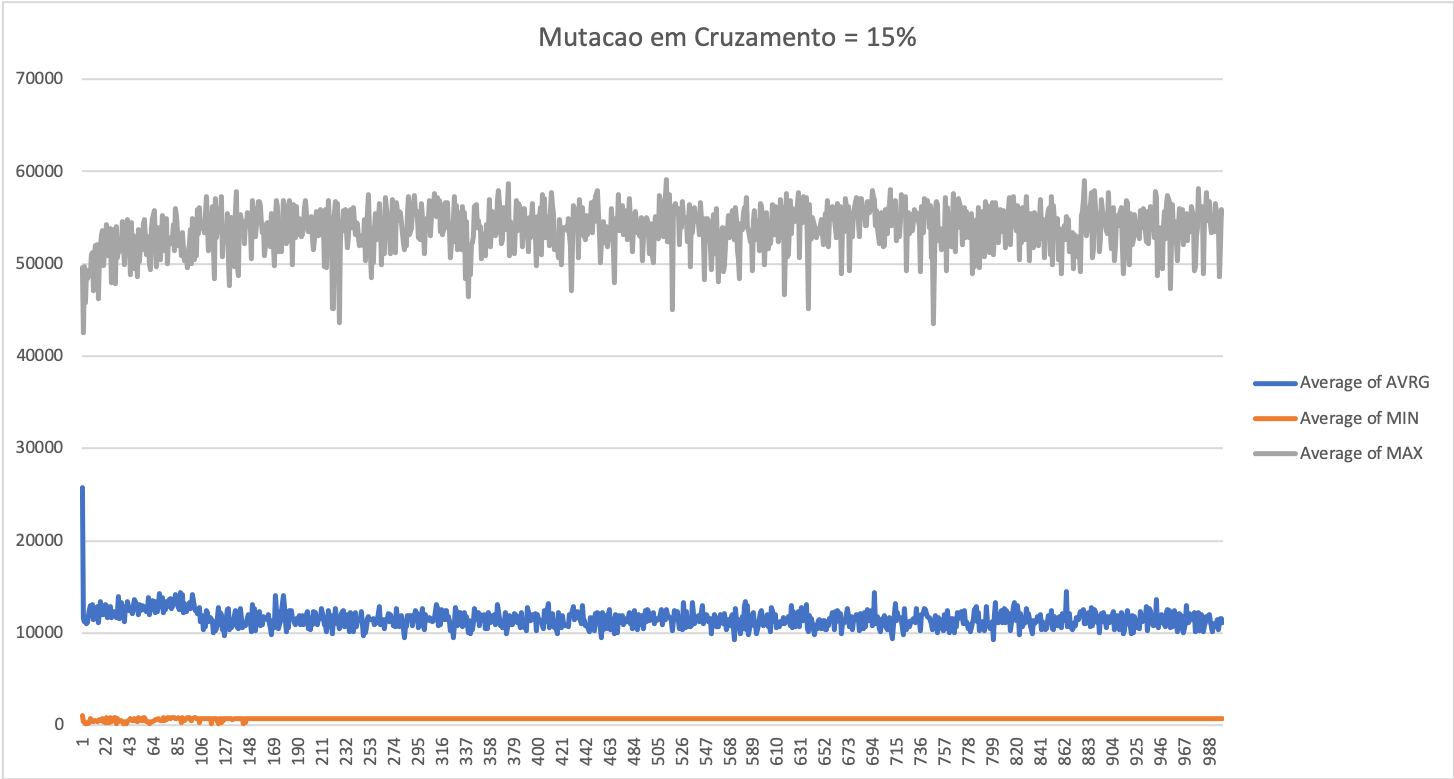 Mutacao em Cruzamento = 15%
70000
60000
50000
40000
30000
20000
10000
0
Average of AVRG
Average of MIN
Average of MAX
1 22 43 64 85 106 127 148 169 190 211 232 253 274 295 316 337 358 379 400 421 442 463 484 505 526 547 568 589 610 631 652 673 694 715 736 757 778 799 820 841 862 883 904 925 946 967 988